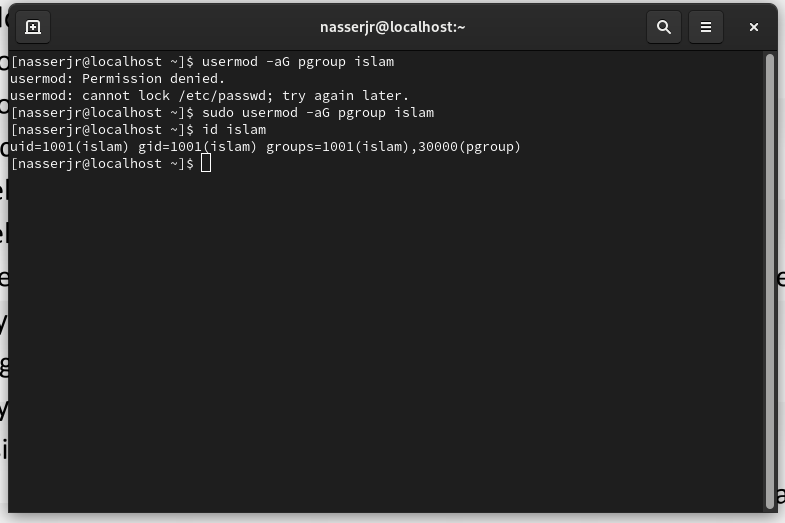 nasserjr@localhost:~
[nasserjr@localhost ~]$ usermod -aG pgroup islam
usermod: Permission denied.
usermod: cannot lock /etc/passwd; try again later.
[nasserjr@localhost ~]$ sudo usermod -aG pgroup islam
[nasserjr@localhost ~]$ id islam
uid=1001(islam) gid=1001(islam) groups=1001(islam),30000(pgroup)
[nasserjr@localhost ~]$